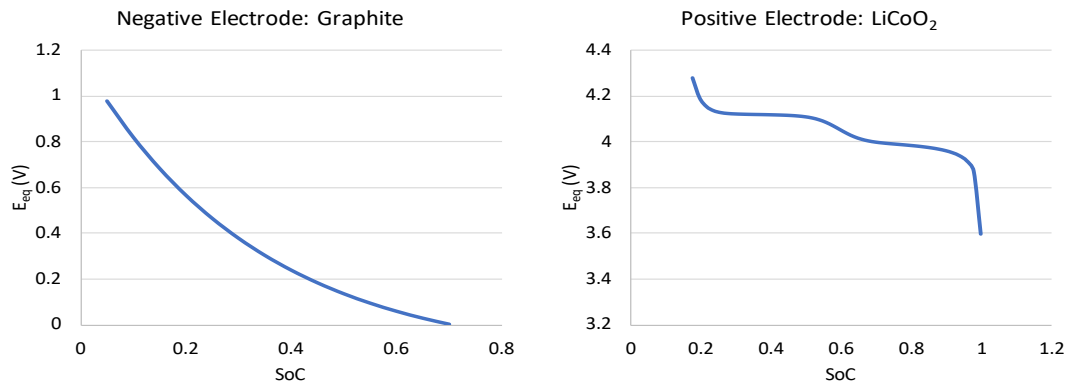 Negative Electrode: Graphite
1.2
1
0.8
0.6
0.4
0.2
0
E_eq (V)
0 0.2 0.4 0.6 0.8
SoC
Positive Electrode: LiCoO₂
4.4
4.2
4
3.8
3.6
3.4
3.2
E_eq (V)
0 0.2 0.4 0.6 0.8 1 1.2
SoC